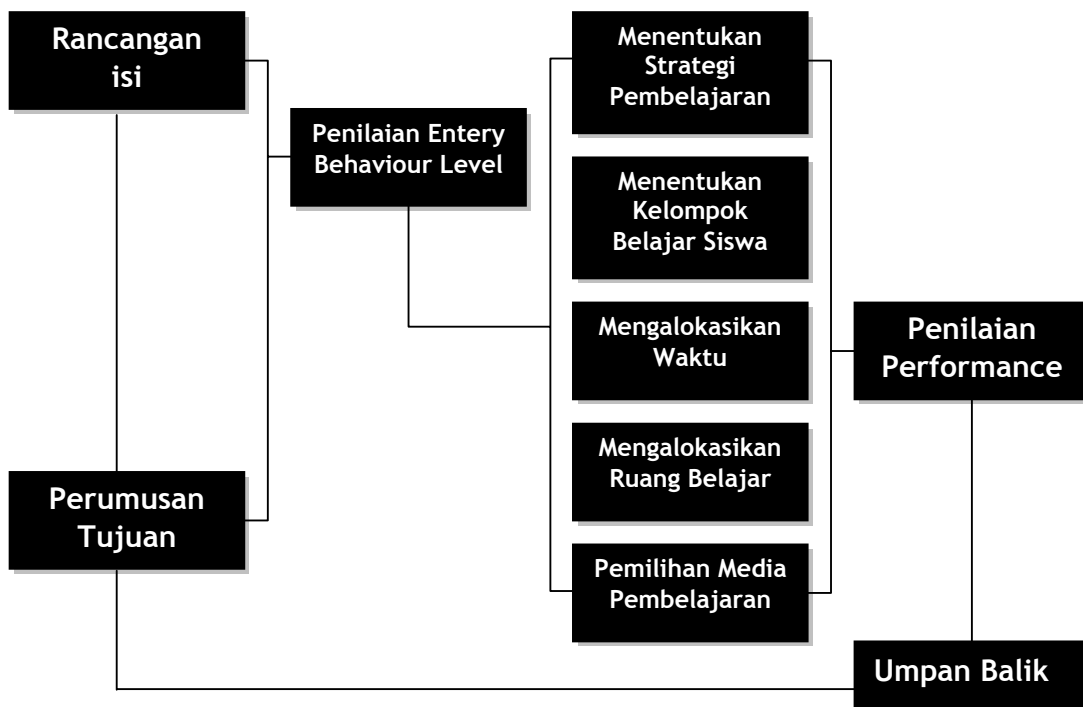 Rancangan
isi
Perumusan
Tujuan
Penilaian Entery
Behaviour Level
Menentukan
Strategi
Pembelajaran
Menentukan
Kelompok
Belajar Siswa
Mengalokasikan
Waktu
Mengalokasikan
Ruang Belajar
Pemilihan Media
Pembelajaran
Penilaian
Performance
Umpan Balik